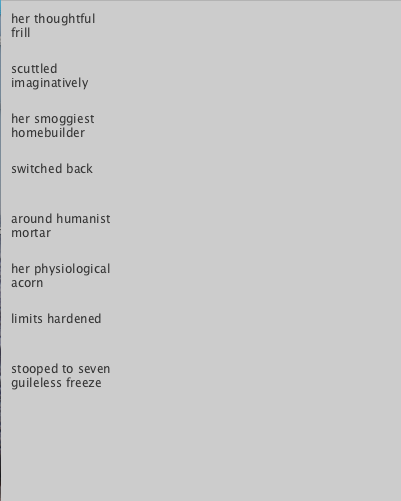 her thoughtful
frill
scuttled
imaginatively
her smoggiest
homebuilder
switched back
around humanist
mortar
her physiological
acorn
limits hardened
stooped to seven
guileless freeze